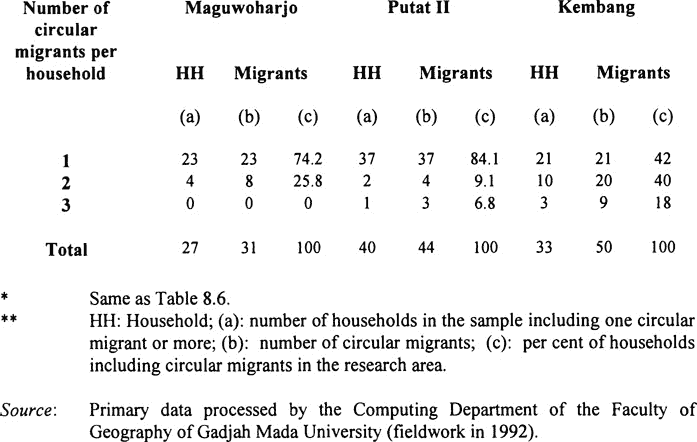 Number of Maguwoharjo Putat II Kembang
circular
migrants per
household HH Migrants HH Migrants HH Migrants
(a) (b) (c) (a) (b) (c) (a) (b) (c)
1 23 23 74.2 37 37 84.1 21 21 42
2 4 8 25.8 2 4 9.1 10 20 40
3 0 0 0 1 3 6.8 3 9 18
Total 27 31 100 40 44 100 33 50 100
* Same as Table 8.6.
** HH: Household; (a): number of households in the sample including one circular
migrant or more; (b): number of circular migrants; (c): per cent of households
including circular migrants in the research area.
Source: Primary data processed by the Computing Department of the Faculty of
Geography of Gadjah Mada University (fieldwork in 1992).